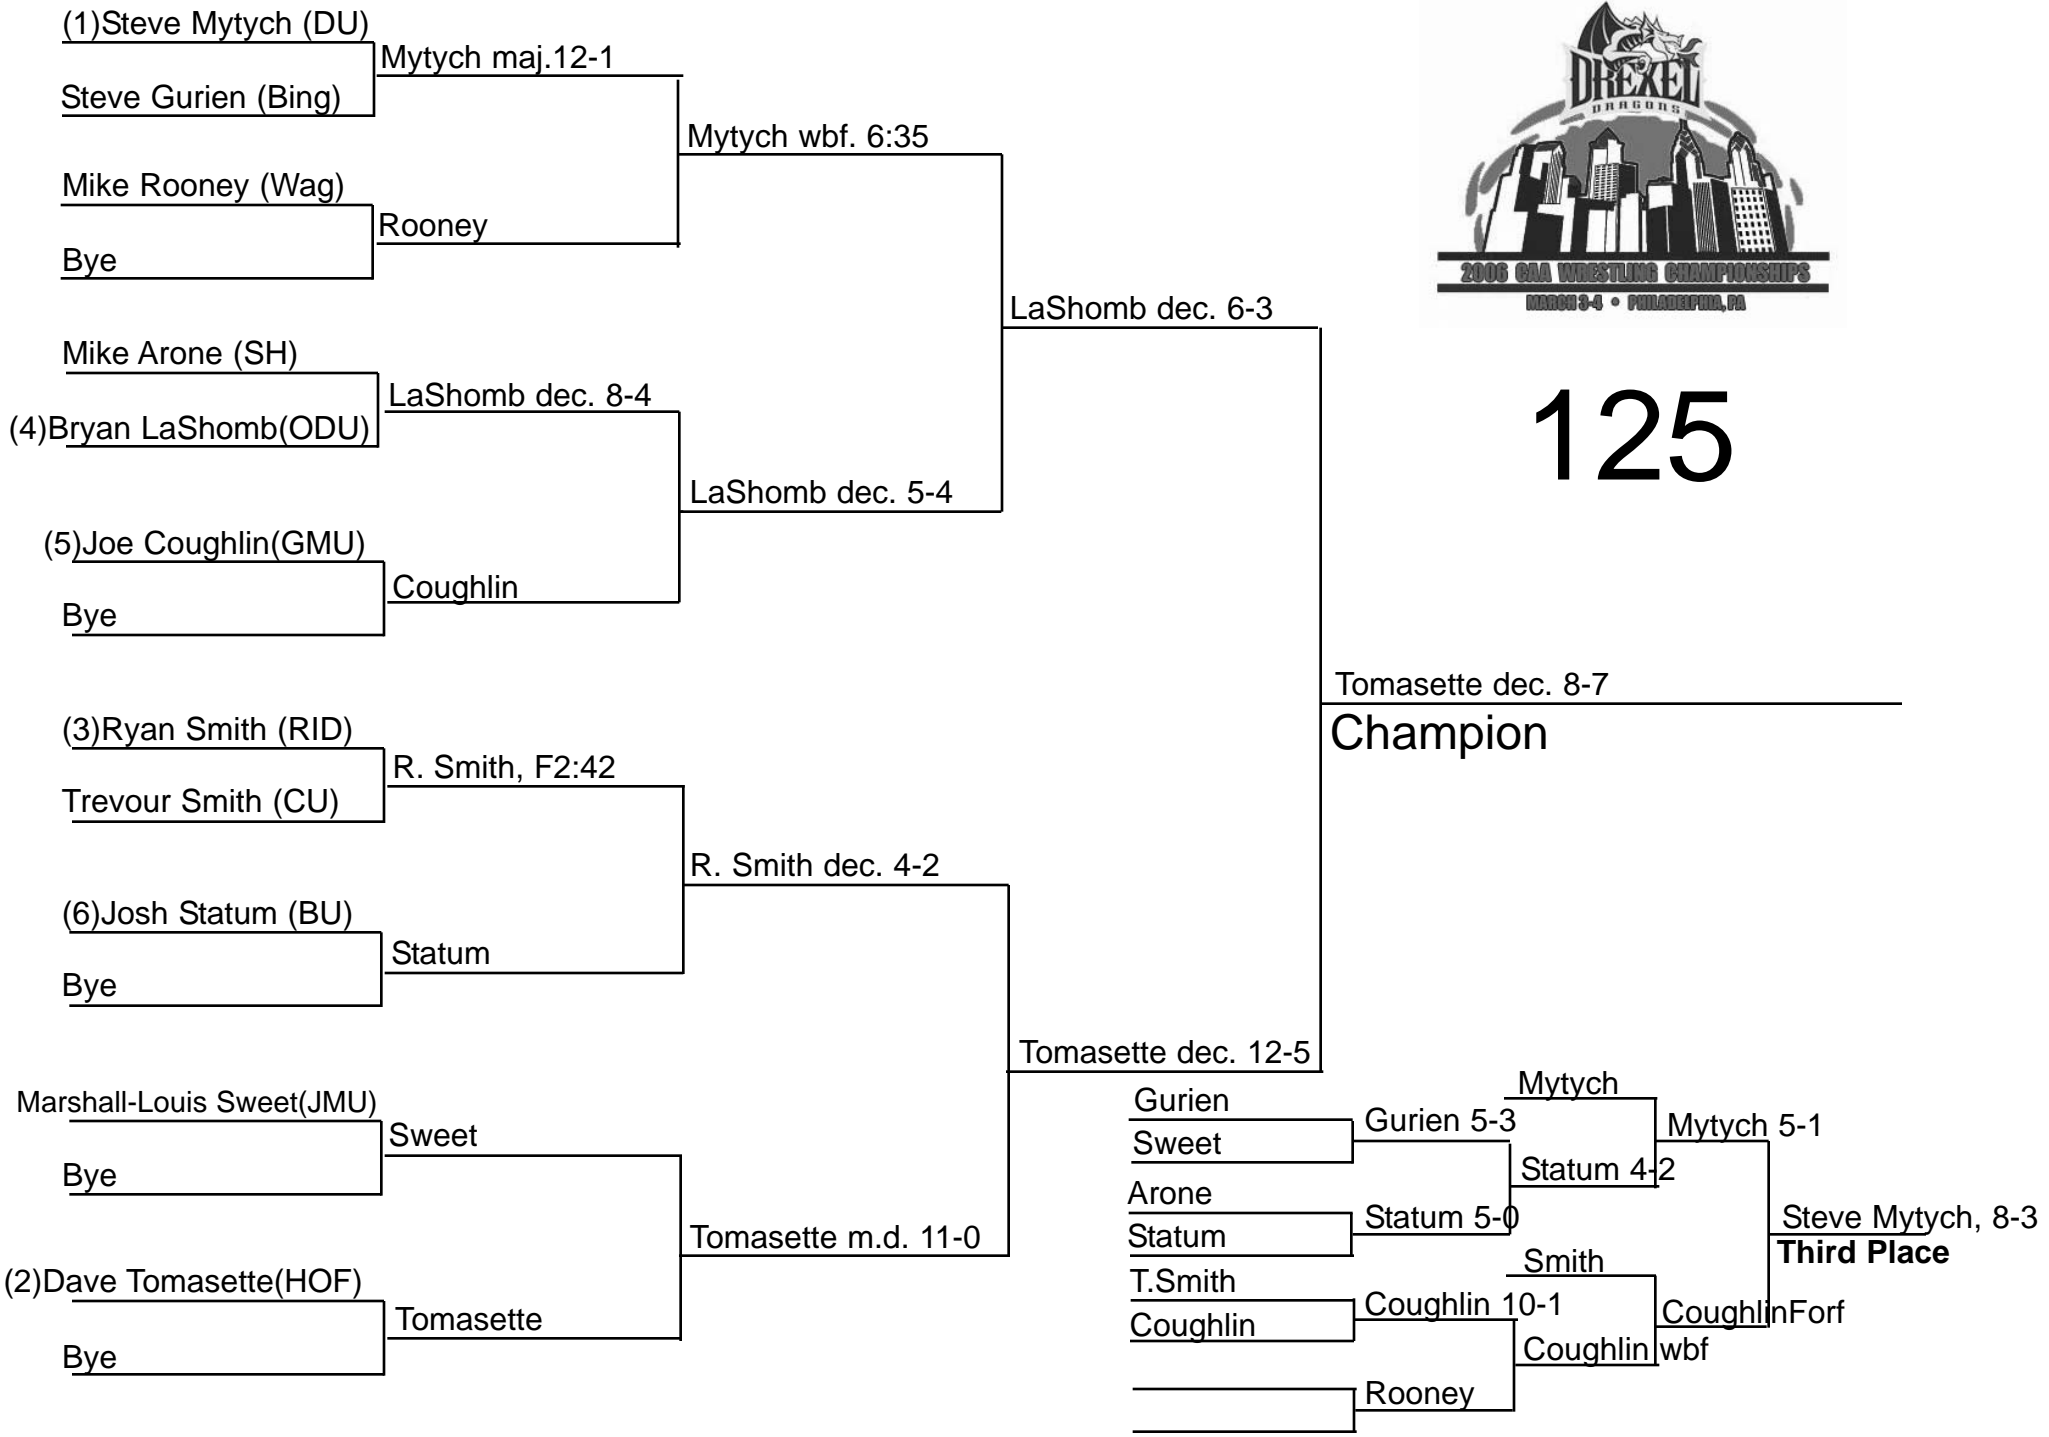 (1)Steve Mytych (DU)
Mytych maj.12-1
Steve Gurien (Bing)
Mytych wbf. 6:35
Mike Rooney (Wag)
Rooney
Bye
LaShomb dec. 6-3
Mike Arone (SH)
LaShomb dec. 8-4
(4)Bryan LaShomb(ODU)
LaShomb dec. 5-4
(5)Joe Coughlin(GMU)
Coughlin
Bye
DREXEL
DRAGONS
2006 CAA WRESTLING CHAMPIONSHIPS
MARCH 3-4 • PHILADELPHIA, PA
125
Tomasette dec. 8-7
Champion
(3)Ryan Smith (RID)
R. Smith, F2:42
Trevour Smith (CU)
R. Smith dec. 4-2
(6)Josh Statum (BU)
Statum
Bye
Tomasette dec. 12-5
Marshall-Louis Sweet(JMU)
Sweet
Bye
Tomasette m.d. 11-0
(2)Dave Tomasette(HOF)
Tomasette
Bye
Gurien
Gurien 5-3
Sweet
Mytych
Mytych 5-1
Statum 4-2
Arone
Statum 5-0
Statum
Steve Mytych, 8-3
Third Place
T.Smith
Coughlin 10-1
Coughlin
Smith
CoughlinForf
Coughlin wbf
Rooney